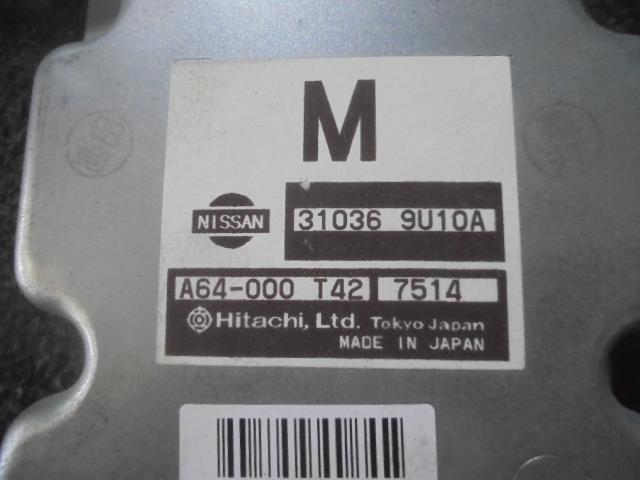 M
NISSAN 31036 9U10A
A64-000 T42 7514
Hitachi, Ltd. Tokyo Japan
MADE IN JAPAN